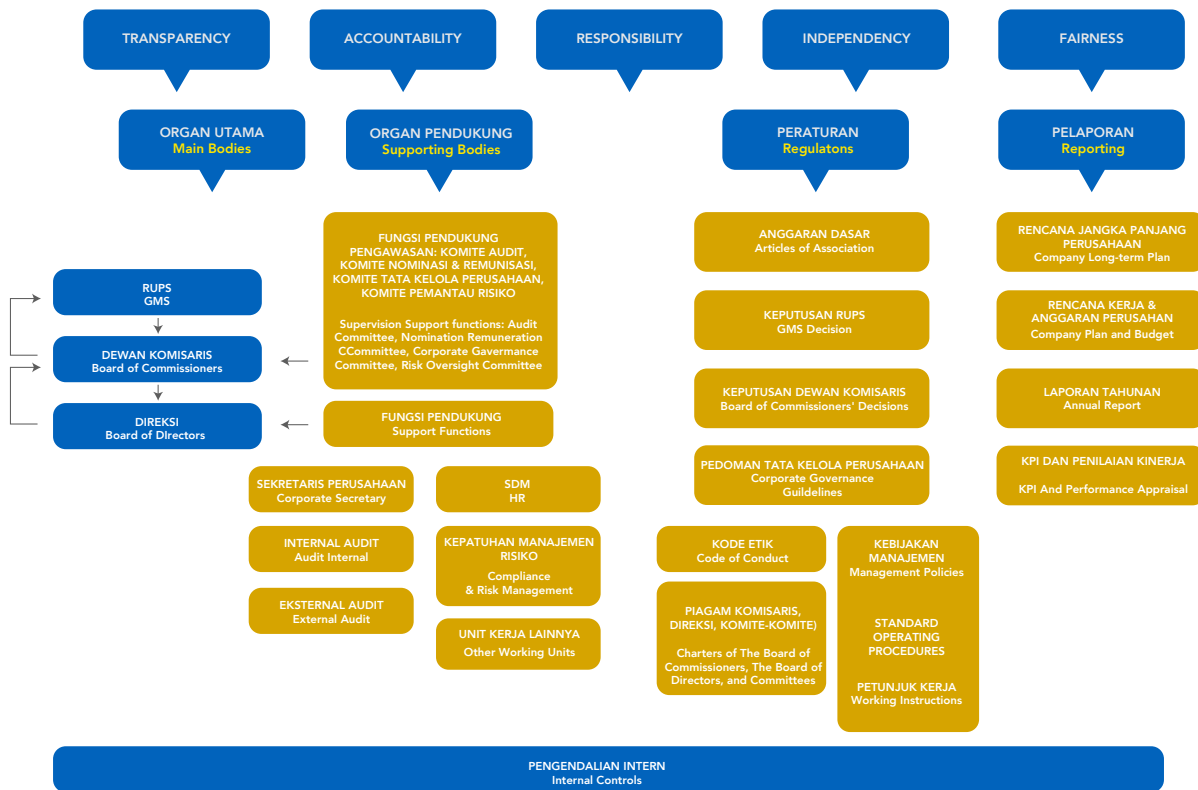 TRANSPARENCY
ACCOUNTABILITY
RESPONSIBILITY
INDEPENDENCY
FAIRNESS
ORGAN UTAMA
Main Bodies
ORGAN PENDUKUNG
Supporting Bodies
PERATURAN
Regulatons
PELAPORAN
Reporting
RUPS
GMS
DEWAN KOMISARIS
Board of Commissioners
DIREKSI
Board of DIrectors
FUNGSI PENDUKUNG
PENGAWASAN: KOMITE AUDIT,
KOMITE NOMINASI & REMUNISASI,
KOMITE TATA KELOLA PERUSAHAAN,
KOMITE PEMANTAU RISIKO
Supervision Support functions: Audit
Committee, Nomination Remuneration
CCommittee, Corporate Gavermance
Committee, Risk Oversight Committee
FUNGSI PENDUKUNG
Support Functions
SEKRETARIS PERUSAHAAN
Corporate Secretary
INTERNAL AUDIT
Audit Internal
EKSTERNAL AUDIT
External Audit
SDM
HR
KEPATUHAN MANAJEMEN
RISIKO
Compliance
& Risk Management
UNIT KERJA LAINNYA
Other Working Units
ANGGARAN DASAR
Articles of Association
KEPUTUSAN RUPS
GMS Decision
KEPUTUSAN DEWAN KOMISARIS
Board of Commissioners' Decisions
PEDOMAN TATA KELOLA PERUSAHAAN
Corporate Governance
Guildelines
KODE ETIK
Code of Conduct
PIAGAM KOMISARIS,
DIREKSI, KOMITE-KOMITE)
Charters of The Board of
Commissioners, The Board of
Directors, and Committees
KEBIJAKAN
MANAJEMEN
Management Policies
STANDARD
OPERATING
PROCEDURES
PETUNJUK KERJA
Working Instructions
RENCANA JANGKA PANJANG
PERUSAHAAN
Company Long-term Plan
RENCANA KERJA &
ANGGARAN PERUSAHAN
Company Plan and Budget
LAPORAN TAHUNAN
Annual Report
KPI DAN PENILAIAN KINERJA
KPI And Performance Appraisal
PENGENDALIAN INTERN
Internal Controls